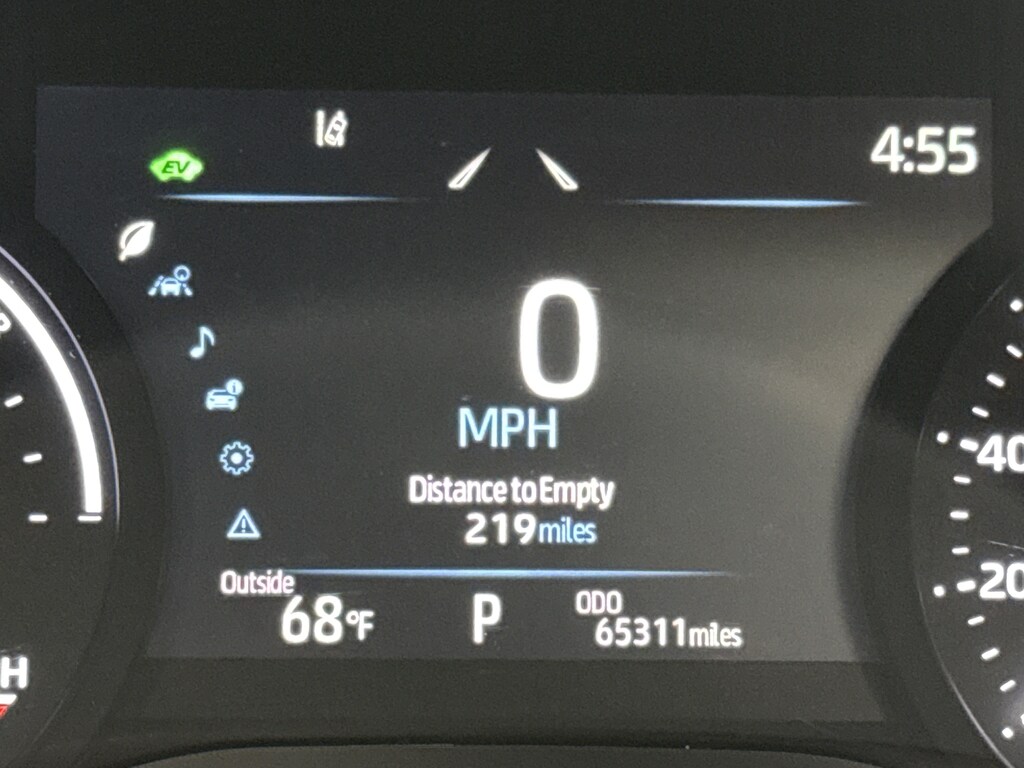 EV
4:55
0
MPH
Distance to Empty
219 miles
Outside
68°F
P
ODO
65311 miles
40
20
H